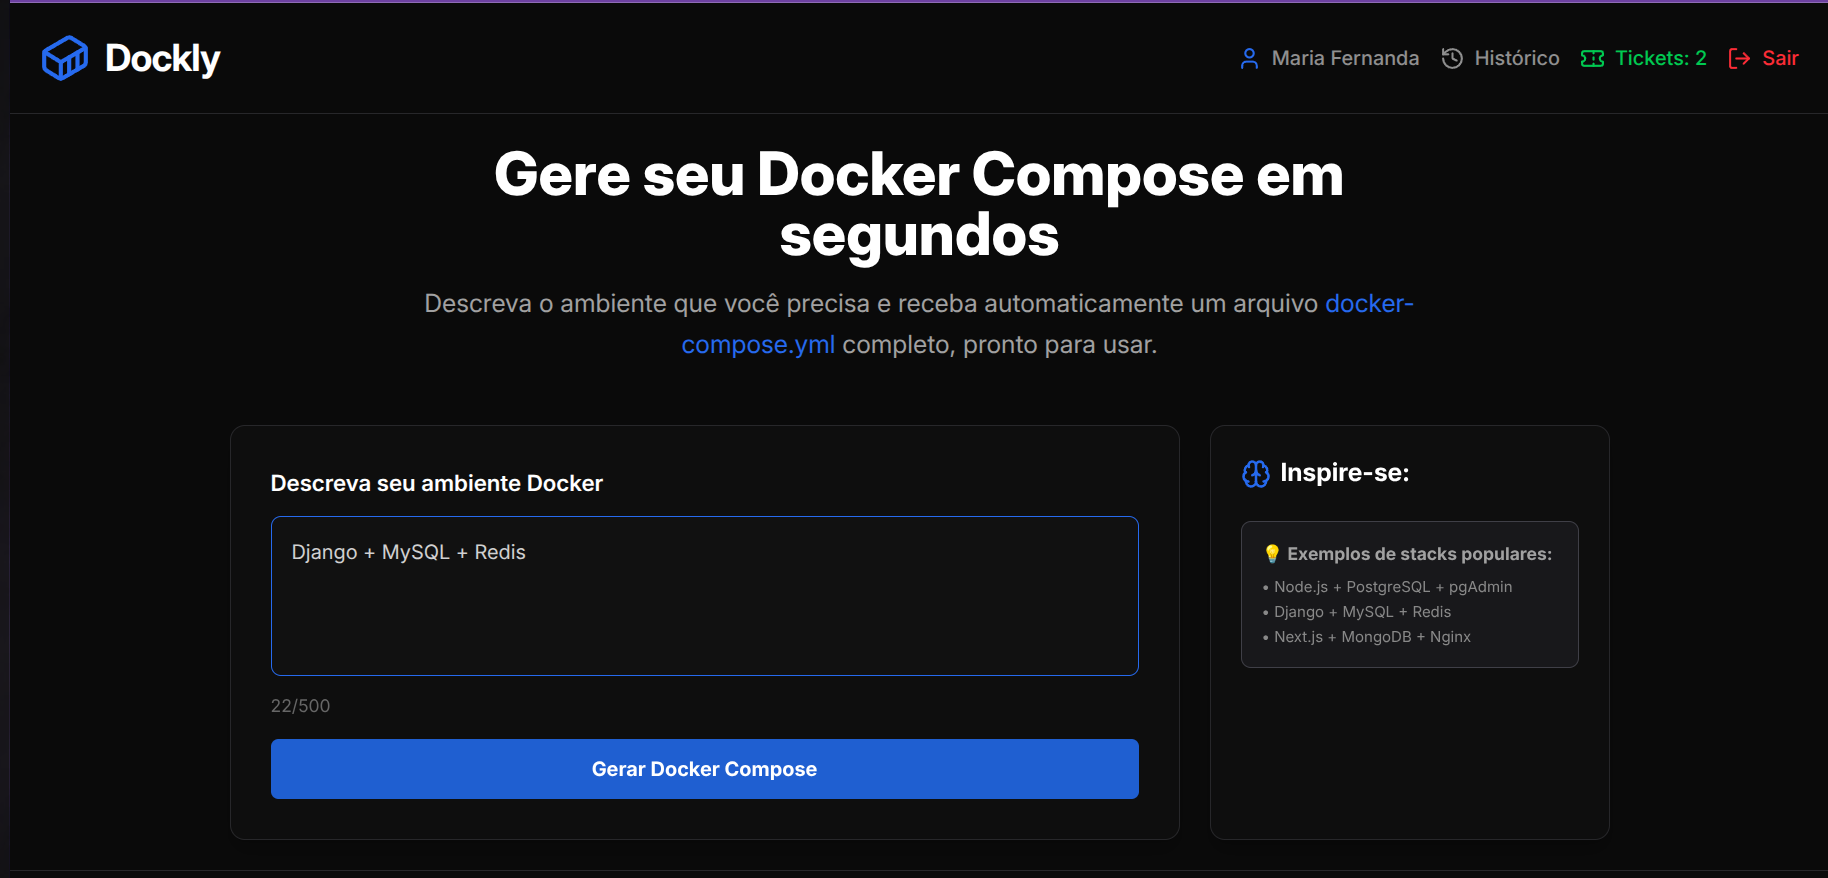 Dockly
Maria Fernanda
Histórico
Tickets: 2
Sair
Gere seu Docker Compose em
segundos
Descreva o ambiente que você precisa e receba automaticamente um arquivo docker-
compose.yml completo, pronto para usar.
Descreva seu ambiente Docker
Django + MySQL + Redis
22/500
Gerar Docker Compose
Inspire-se:
💡 Exemplos de stacks populares:
• Node.js + PostgreSQL + pgAdmin
• Django + MySQL + Redis
• Next.js + MongoDB + Nginx